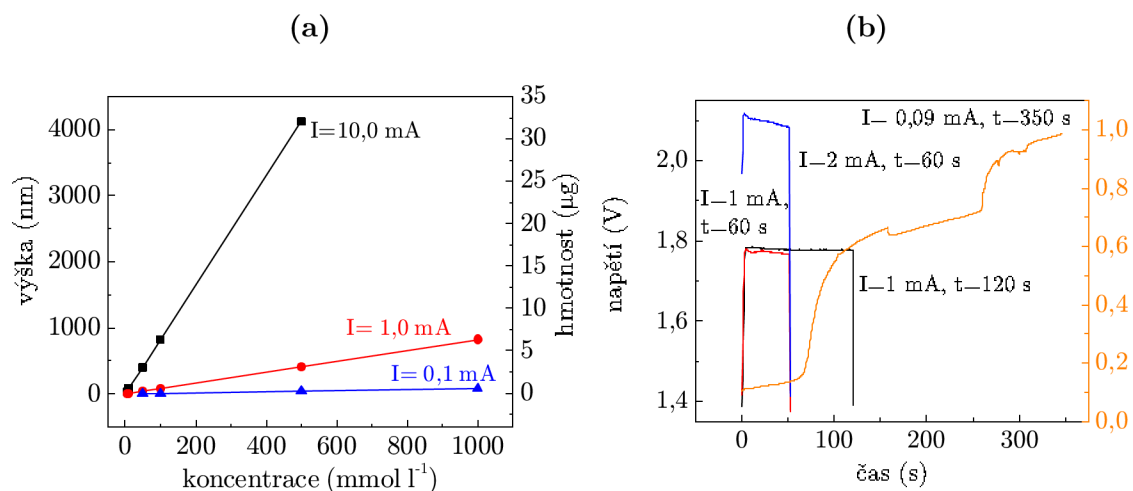 (a)
(b)
výška (nm)
4000
3000
2000
1000
0
hmotnost (µg)
35
30
25
20
15
10
5
0
I=10,0 mA
I= 1,0 mA
I= 0,1 mA
0 200 400 600 800 1000
koncentrace (mmol l⁻¹)
napětí (V)
2,0
1,8
1,6
1,4
I= 0,09 mA, t=350 s
I=2 mA, t=60 s
I=1 mA,
t=60 s
I=1 mA, t=120 s
1,0
0,8
0,6
0,4
0,2
0,0
0 100 200 300
čas (s)